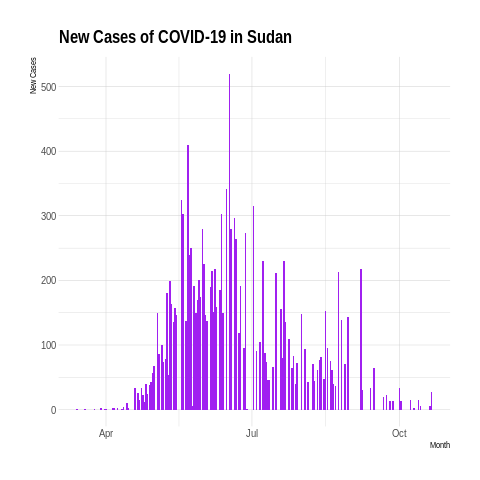 New Cases of COVID-19 in Sudan
New Cases
500
400
300
200
100
0
Apr
Jul
Oct
Month